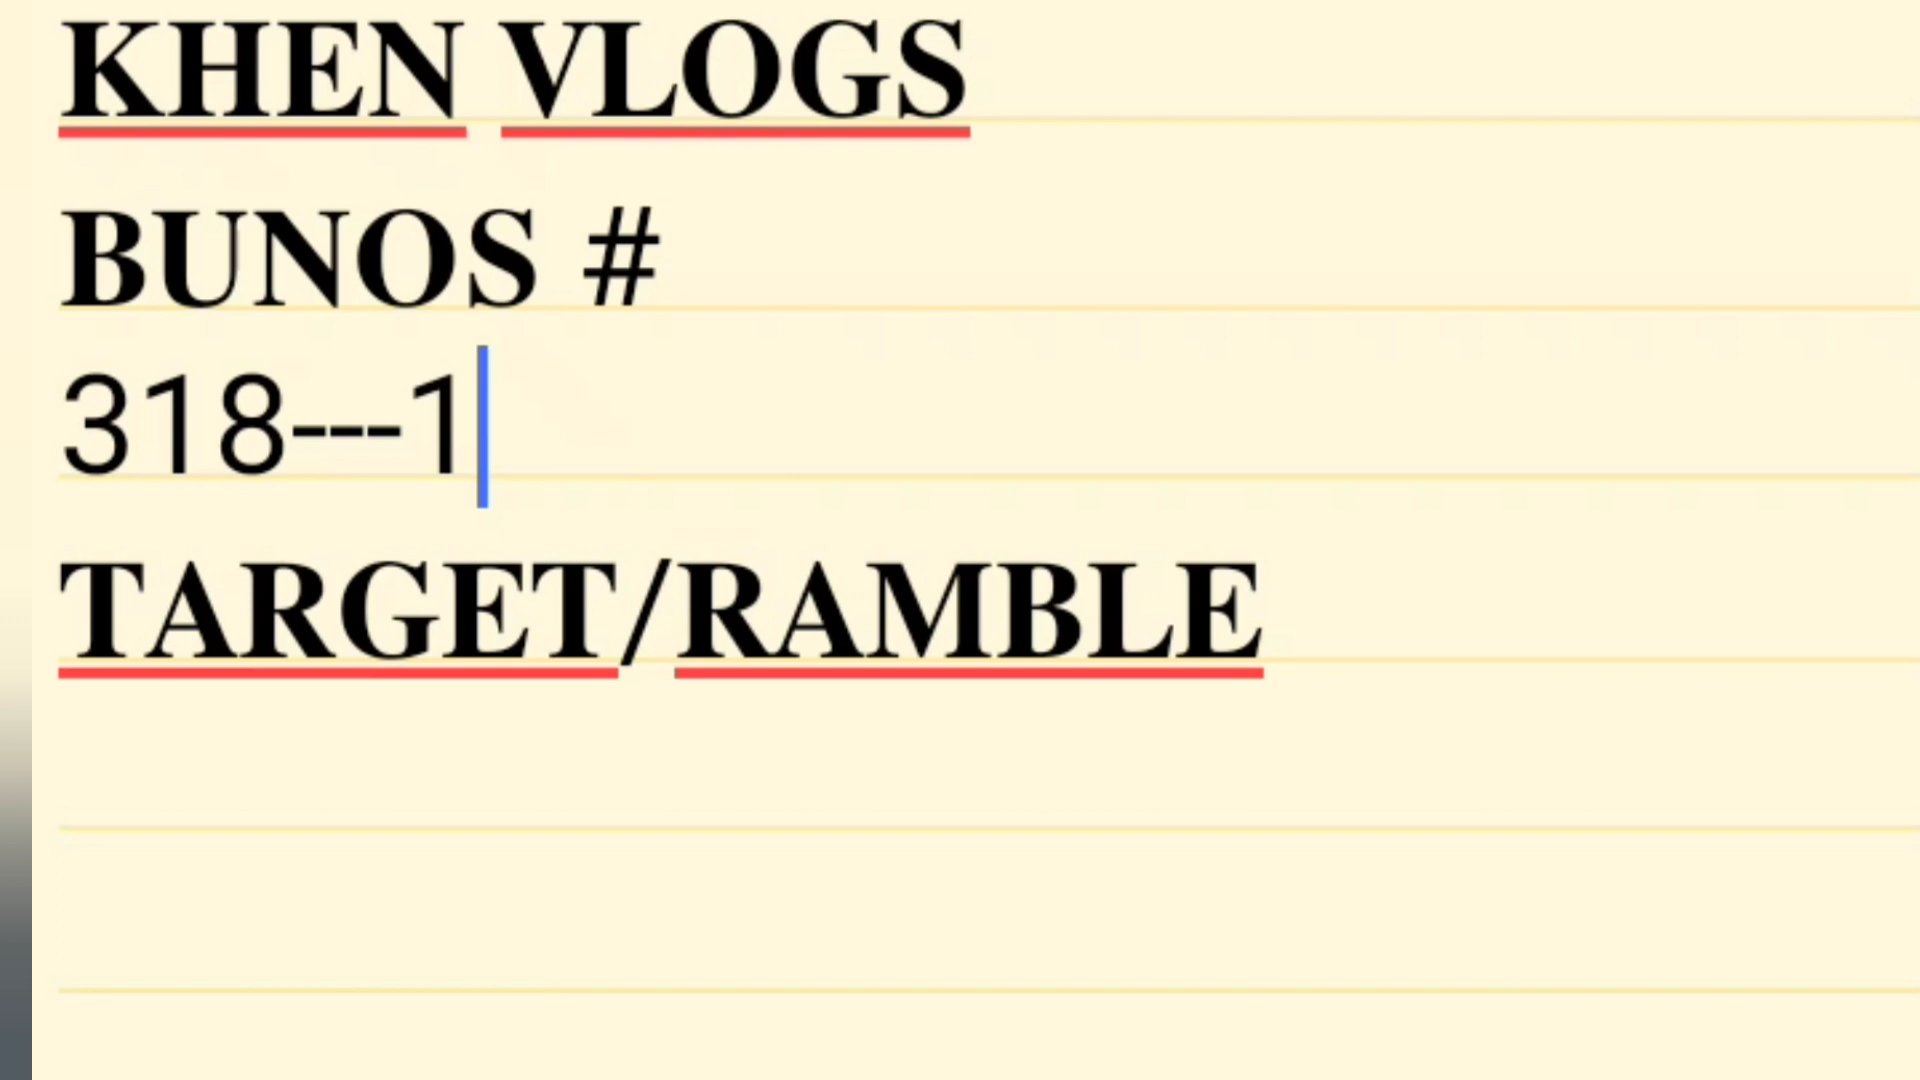 KHEN VLOGS
BUNOS #
318---1
TARGET/RAMBLE